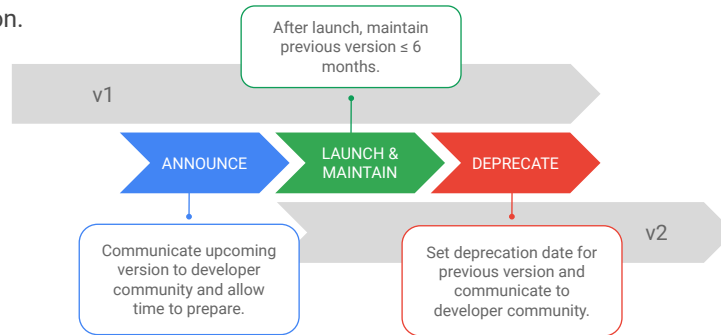 on.
After launch, maintain
previous version ≤ 6
months.
v1
ANNOUNCE
LAUNCH &
MAINTAIN
DEPRECATE
v2
Communicate upcoming
version to developer
community and allow
time to prepare.
Set deprecation date for
previous version and
communicate to
developer community.